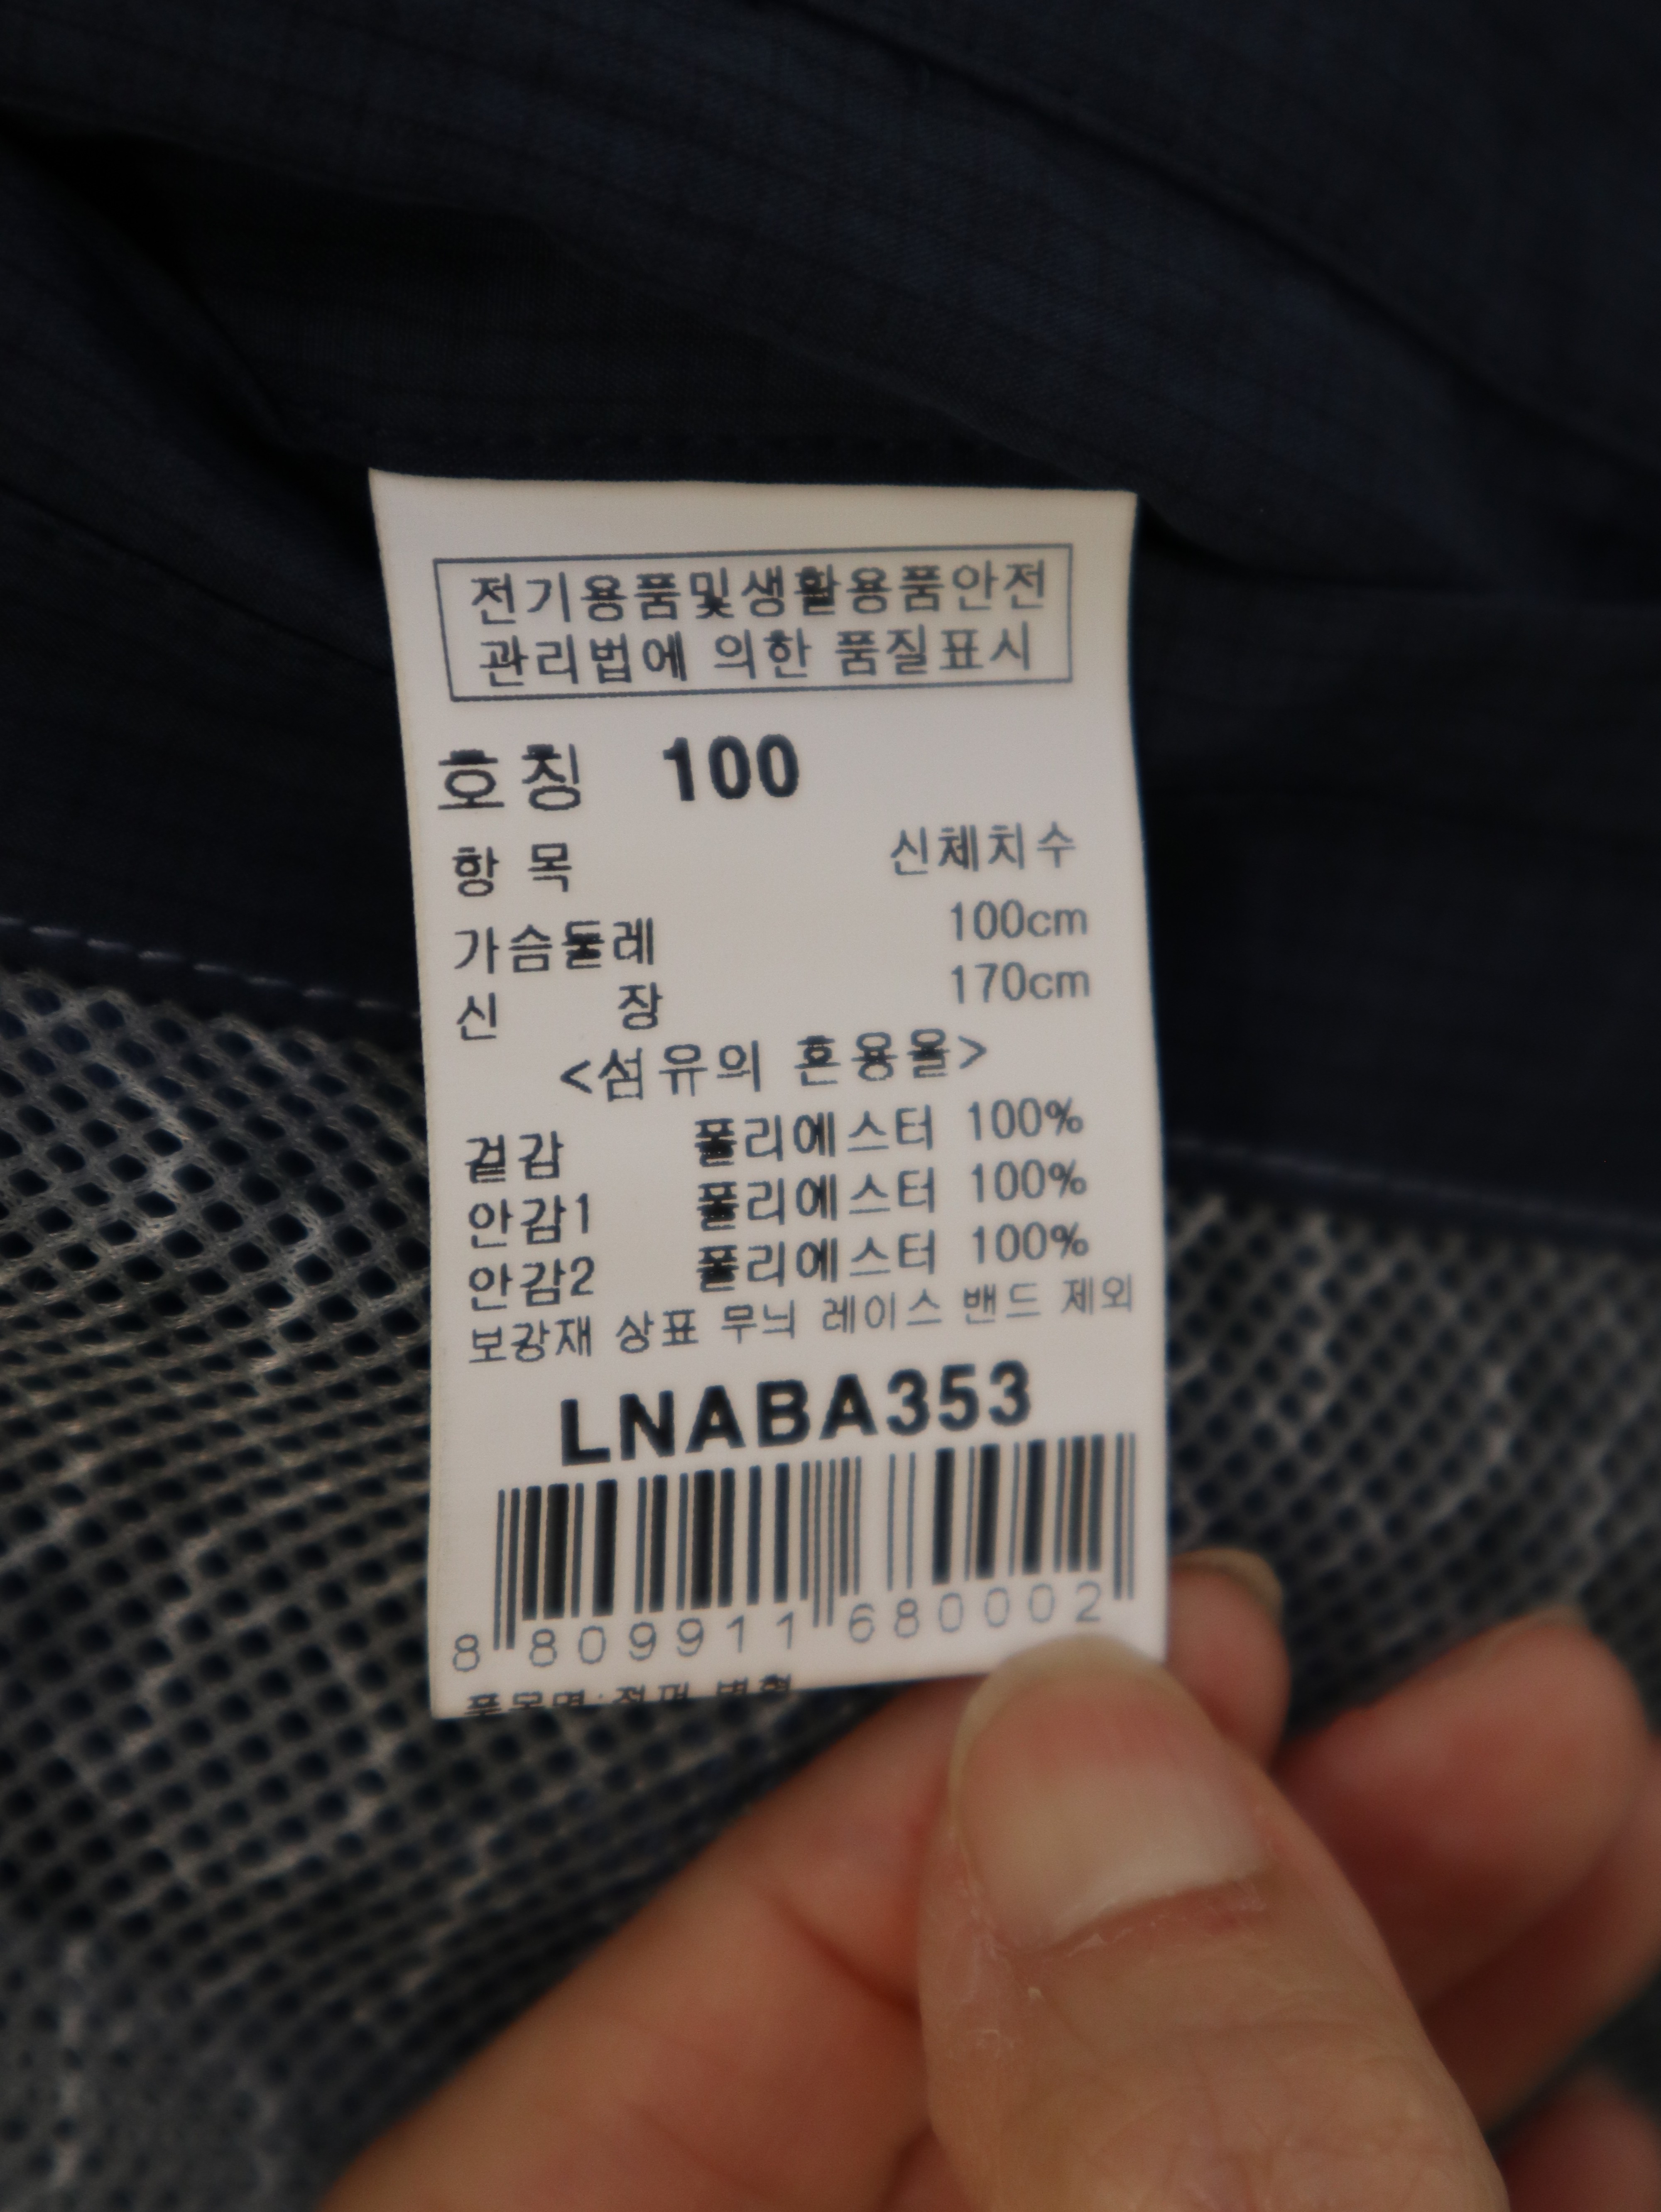 전기용품및생활용품안전
관리법에 의한 품질표시
호칭 100
항 목 신체치수
가슴둘레 100cm
신 장 170cm
<섬유의 혼용율>
겉감 폴리에스터 100%
안감1 폴리에스터 100%
안감2 폴리에스터 100%
보강재 상표 무늬 레이스 밴드 제외
LNABA353
8 809911 680002